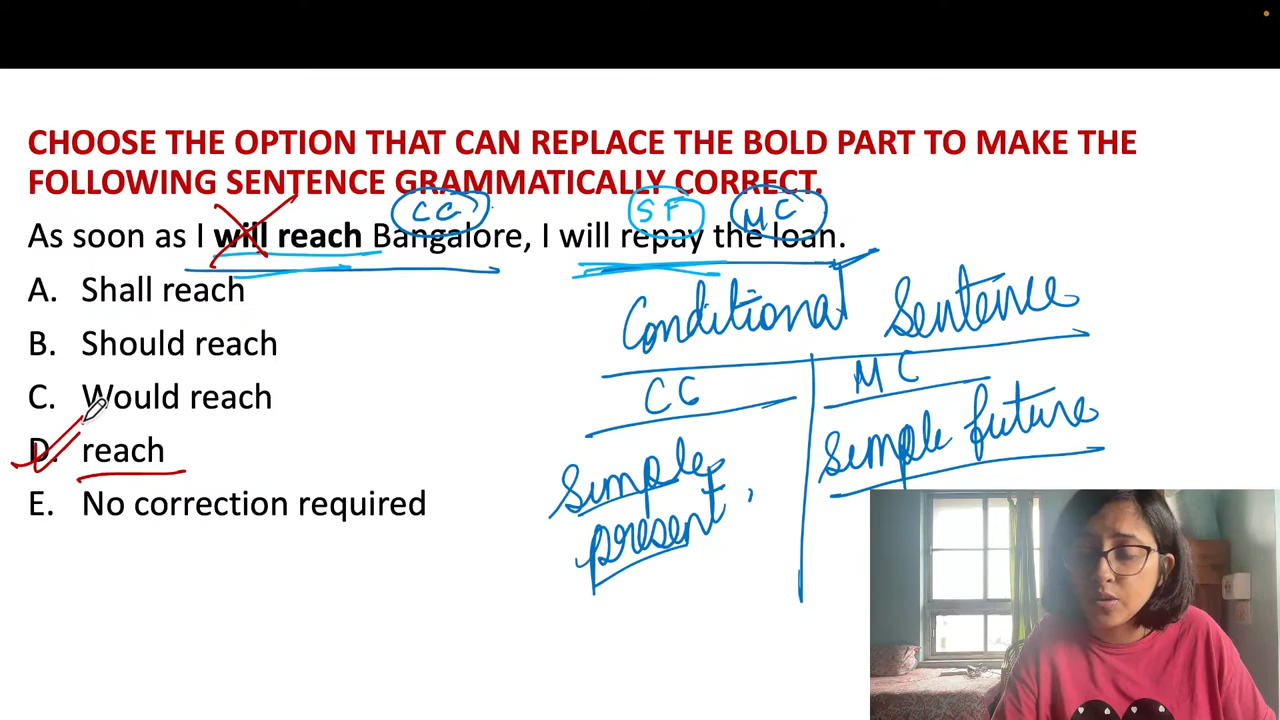 CHOOSE THE OPTION THAT CAN REPLACE THE BOLD PART TO MAKE THE
FOLLOWING SENTENCE GRAMMATICALLY CORRECT.
CC SF MC
As soon as I will reach Bangalore, I will repay the loan.
A. Shall reach
B. Should reach
C. Would reach
D. reach
E. No correction required
Conditional Sentence
CC
Simple
present,
MC
Simple future